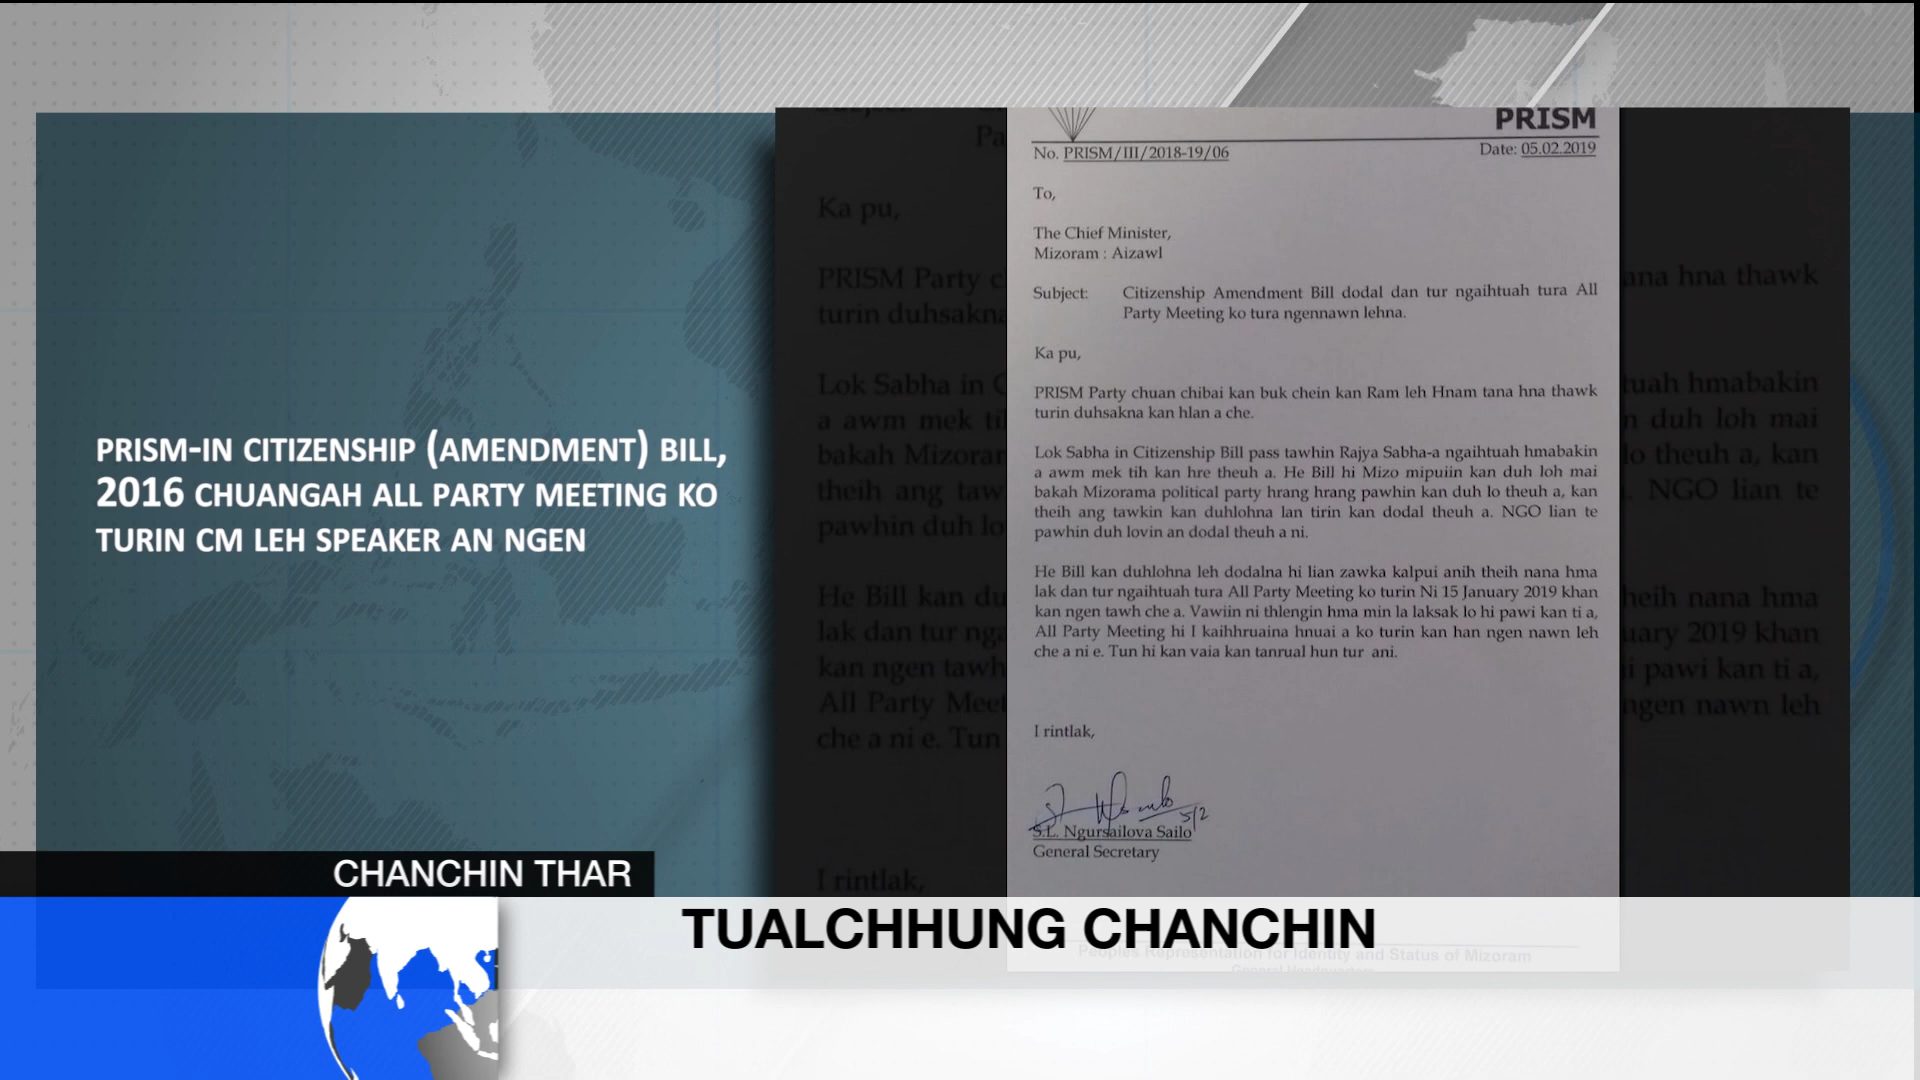 PRISM-IN CITIZENSHIP (AMENDMENT) BILL,
2016 CHUANGAH ALL PARTY MEETING KO
TURIN CM LEH SPEAKER AN NGEN
PRISM
No. PRISM/III/2018-19/06
Date: 05.02.2019
To,
The Chief Minister,
Mizoram : Aizawl
Subject: Citizenship Amendment Bill dodal dan tur ngaihtuah tura All
Party Meeting ko tura ngennawn lehna.
Ka pu,
PRISM Party chuan chibai kan buk chein kan Ram leh Hnam tana hna thawk
turin duhsakna kan hlan a che.
Lok Sabha in Citizenship Bill pass tawhin Rajya Sabha-a ngaihtuah hmabakin
a awm mek tih kan hre theuh a. He Bill hi Mizo mipuiin kan duh loh mai
bakah Mizorama political party hrang hrang pawhin kan duh lo theuh a, kan
theih ang tawkin kan duhlohna lan tirin kan dodal theuh a. NGO lian te
pawhin duh lovin an dodal theuh a ni.
He Bill kan duhlohna leh dodalna hi lian zawka kalpui anih theih nana hma
lak dan tur ngaihtuah tura All Party Meeting ko turin Ni 15 January 2019 khan
kan ngen tawh che a. Vawiin ni thlengin hma min la laksak lo hi pawi kan ti a,
All Party Meeting hi I kaihhruaina hnuai a ko turin kan han ngen nawn leh
che a ni e. Tun hi kan vaia kan tanrual hun tur ani.
I rintlak,
5/2
S.L. Ngursailova Sailo
General Secretary
Peoples Representation for Identity and Status of Mizoram
General Headquarters
CHANCHIN THAR
TUALCHHUNG CHANCHIN